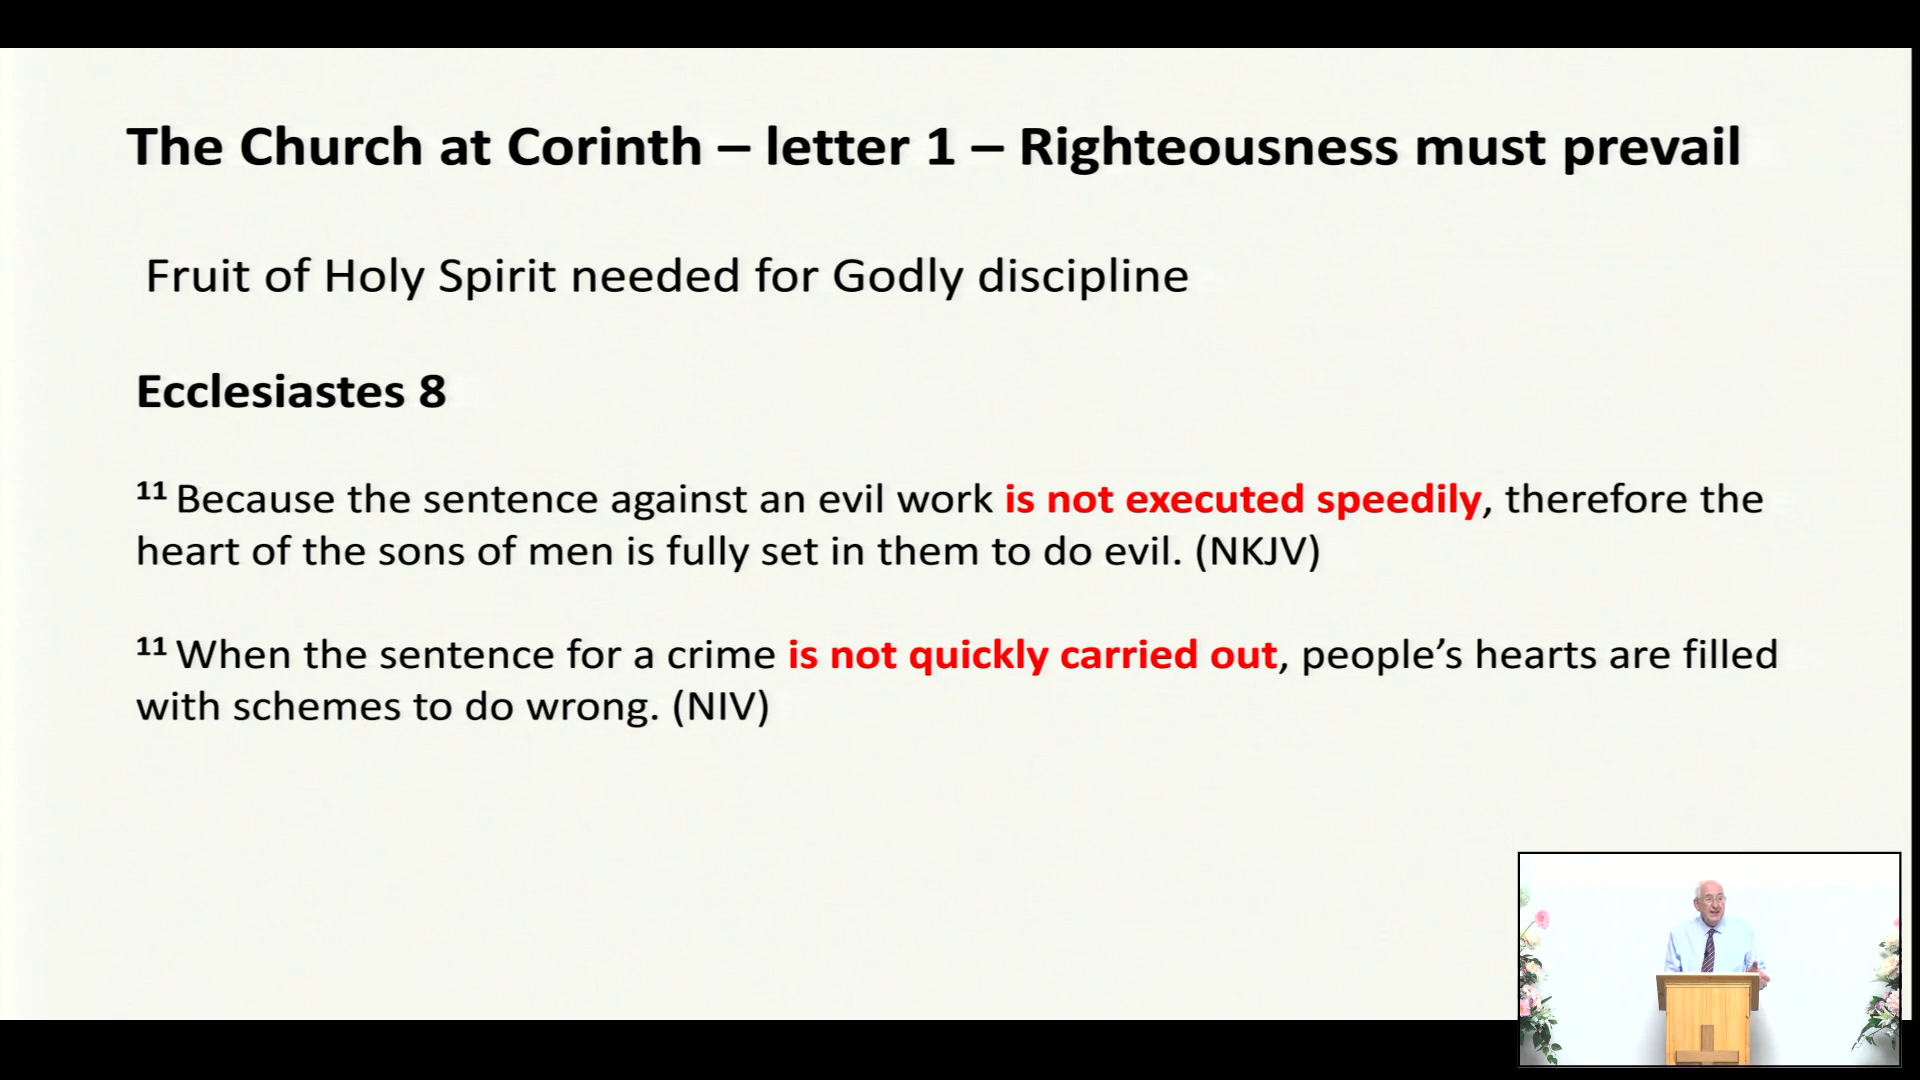 The Church at Corinth – letter 1 – Righteousness must prevail
Fruit of Holy Spirit needed for Godly discipline
Ecclesiastes 8
11 Because the sentence against an evil work is not executed speedily, therefore the
heart of the sons of men is fully set in them to do evil. (NKJV)
11 When the sentence for a crime is not quickly carried out, people’s hearts are filled
with schemes to do wrong. (NIV)